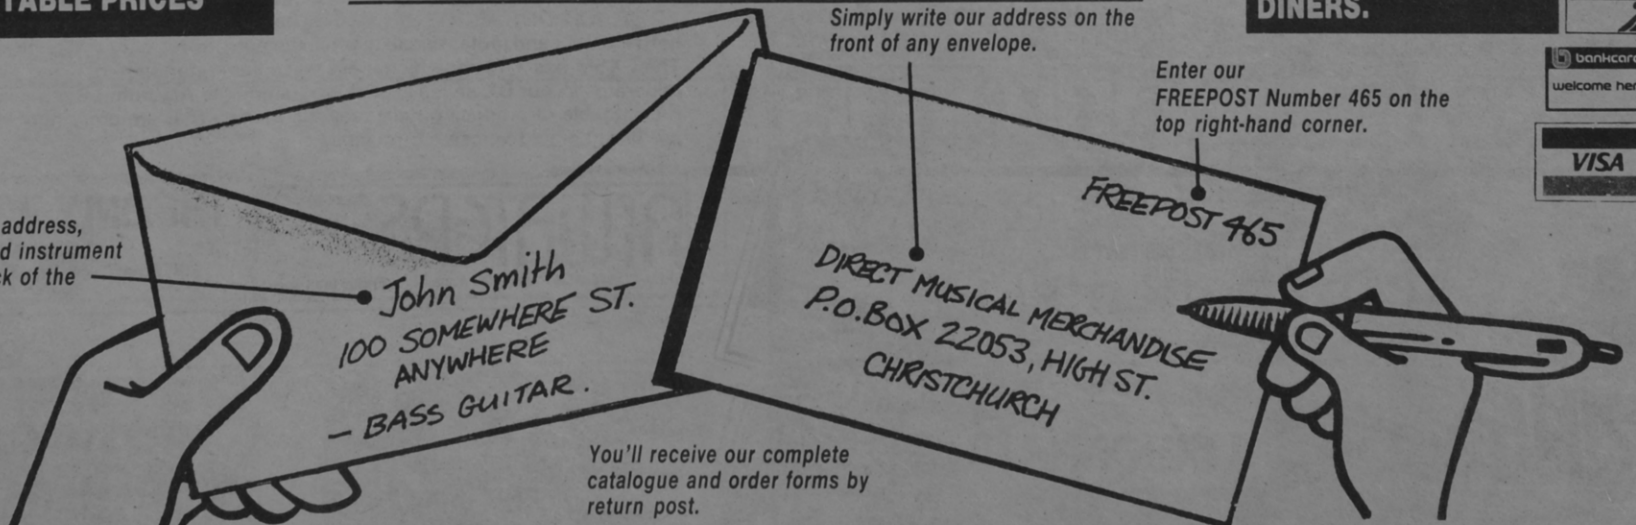 TABLE PRICES
Simply write our address on the
front of any envelope.
DINERS.
bankcard
welcome her
VISA
Enter our
FREEPOST Number 465 on the
top right-hand corner.
address,
d instrument
ck of the
John Smith
100 SOMEWHERE ST.
ANYWHERE
- BASS GUITAR.
FREEPOST 465
DIRECT MUSICAL MERCHANDISE
P.O. BOX 22053, HIGH ST.
CHRISTCHURCH
You'll receive our complete
catalogue and order forms by
return post.